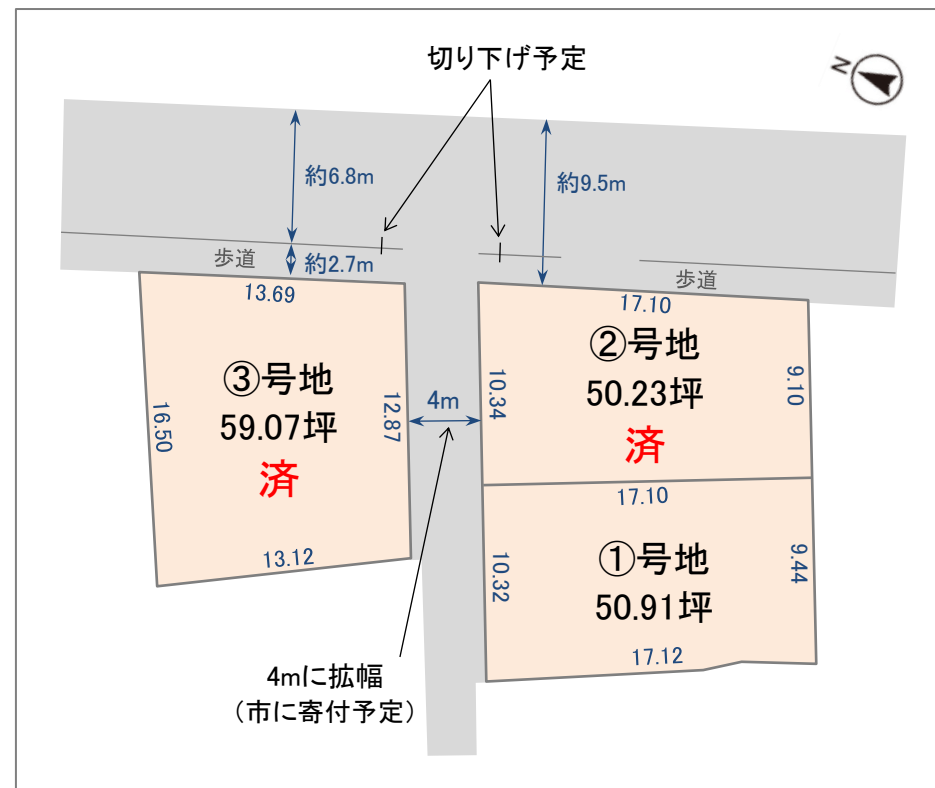 切り下げ予定
N
約6.8m
約9.5m
歩道
約2.7m
歩道
13.69
17.10
③号地
59.07坪
済
16.50
12.87
13.12
4m
②号地
50.23坪
済
10.34
9.10
17.10
①号地
50.91坪
10.32
9.44
17.12
4mに拡幅
（市に寄付予定）